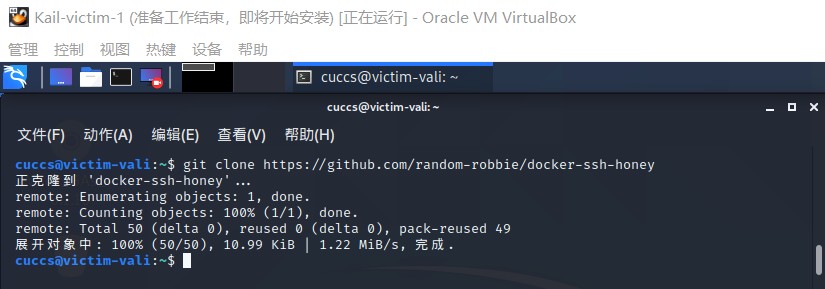 Kail-victim-1 (准备工作结束，即将开始安装) [正在运行] - Oracle VM VirtualBox
管理 控制 视图 热键 设备 帮助
cuccs@victim-vali: ~
cuccs@victim-vali: ~
文件(F) 动作(A) 编辑(E) 查看(V) 帮助(H)
cuccs@victim-vali:~$ git clone https://github.com/random-robbie/docker-ssh-honey
正克隆到 'docker-ssh-honey'...
remote: Enumerating objects: 1, done.
remote: Counting objects: 100% (1/1), done.
remote: Total 50 (delta 0), reused 0 (delta 0), pack-reused 49
展开对象中: 100% (50/50), 10.99 KiB | 1.22 MiB/s, 完成.
cuccs@victim-vali:~$